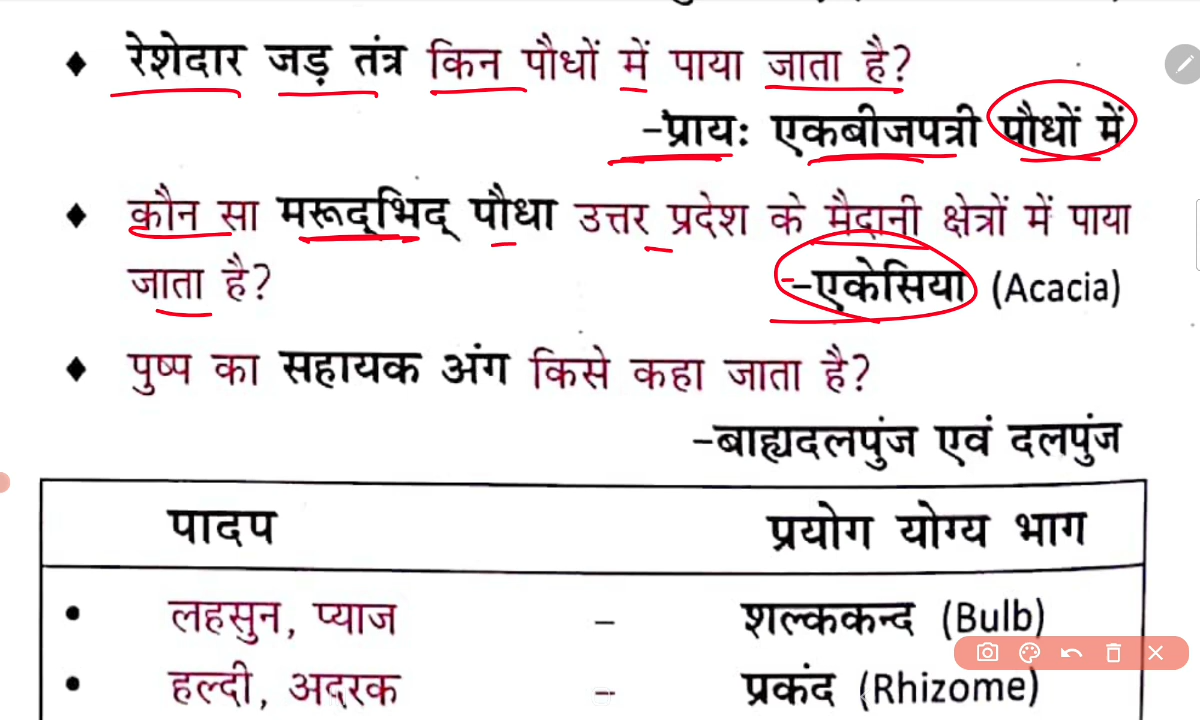 ♦ रेशेदार जड़ तंत्र किन पौधों में पाया जाता है?
–प्रायः एकबीजपत्री पौधों में
♦ कौन सा मरूद्भिद् पौधा उत्तर प्रदेश के मैदानी क्षेत्रों में पाया
जाता है? –एकेसिया (Acacia)
♦ पुष्प का सहायक अंग किसे कहा जाता है?
–बाह्यदलपुंज एवं दलपुंज
पादप प्रयोग योग्य भाग
• लहसुन, प्याज – शल्ककन्द (Bulb)
• हल्दी, अदरक – प्रकंद (Rhizome)